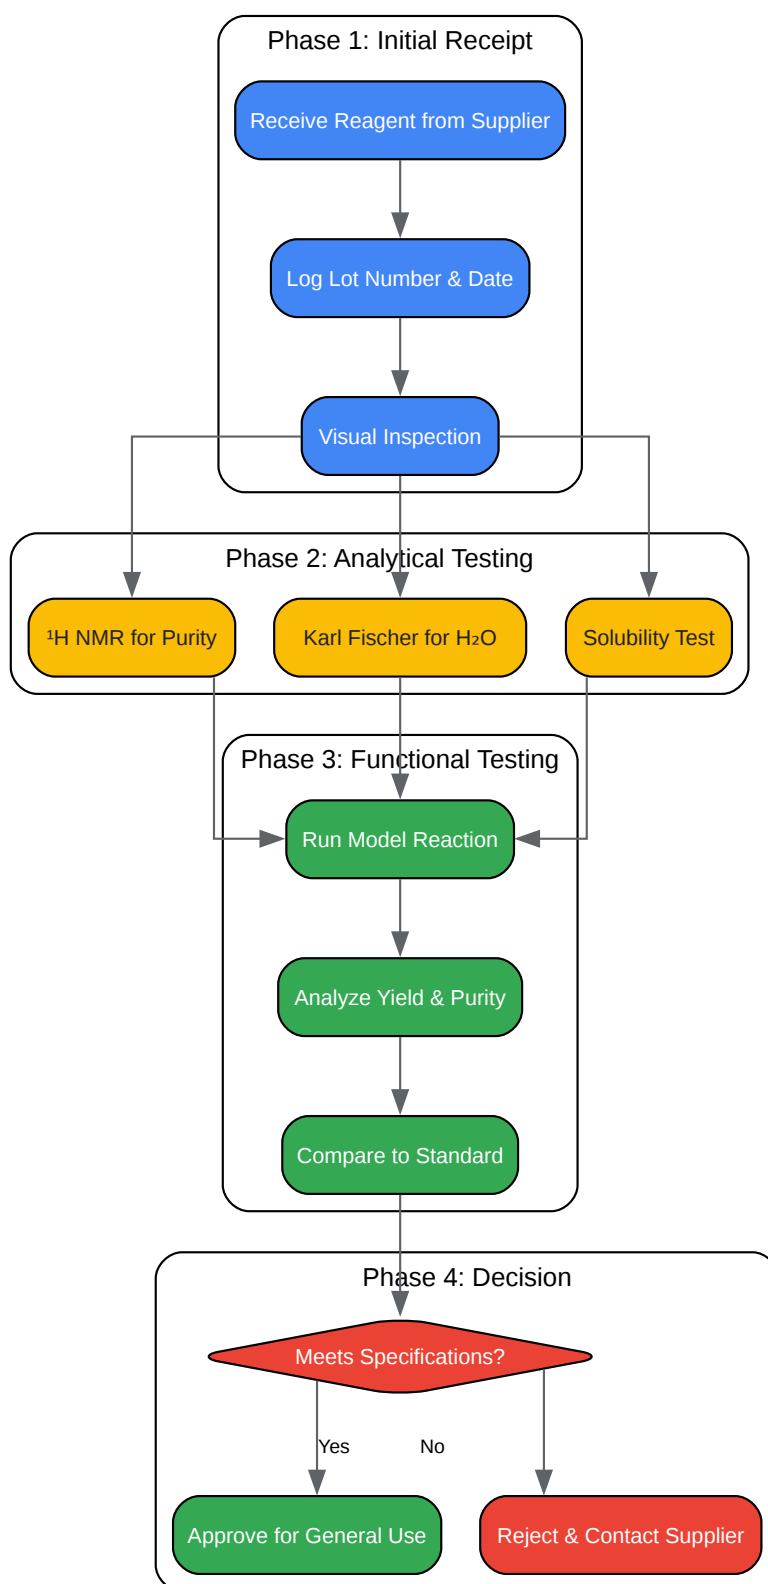 Phase 1: Initial Receipt
Receive Reagent from Supplier
Log Lot Number & Date
Visual Inspection
Phase 2: Analytical Testing
¹H NMR for Purity
Karl Fischer for H₂O
Solubility Test
Phase 3: Functional Testing
Run Model Reaction
Analyze Yield & Purity
Compare to Standard
Phase 4: Decision
Meets Specifications?
Yes
No
Approve for General Use
Reject & Contact Supplier